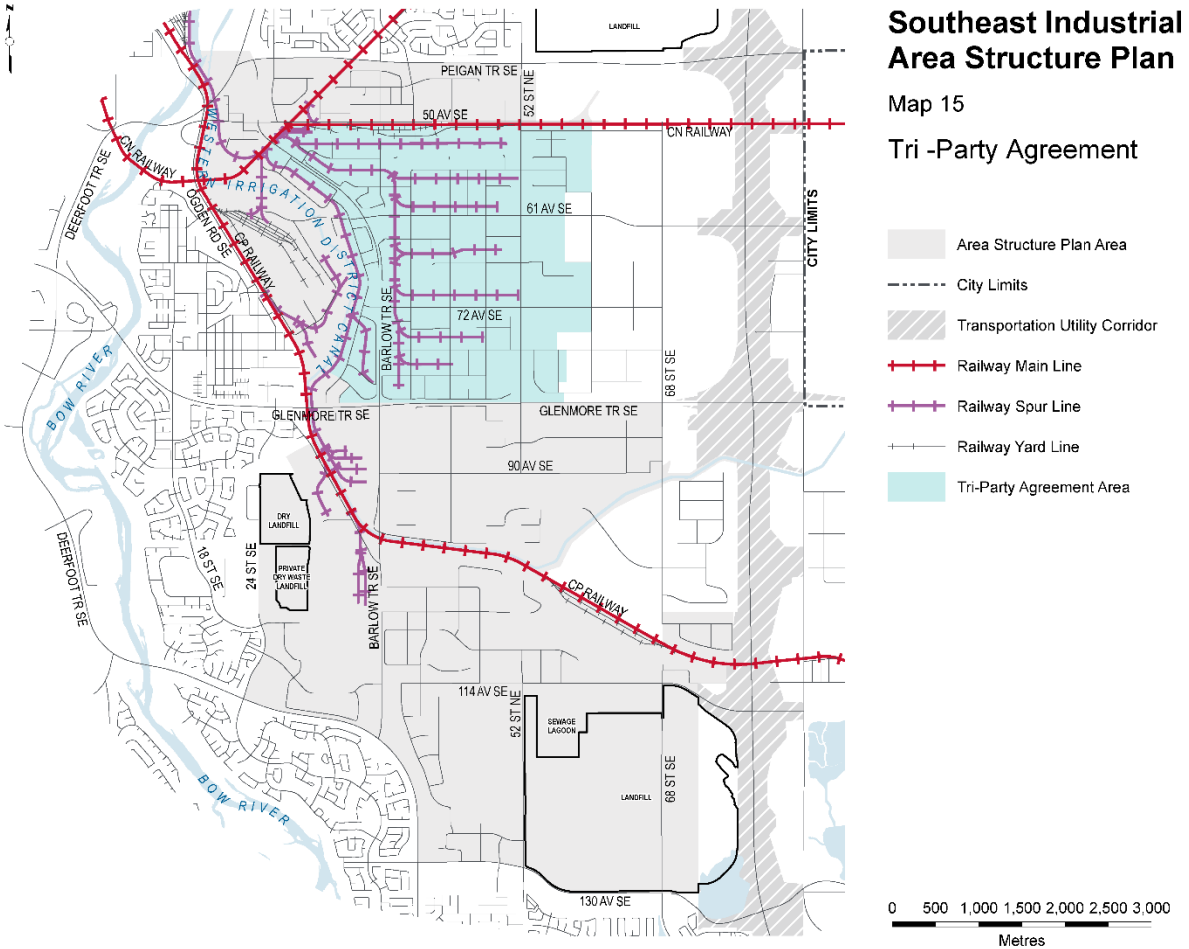 N
LANDFILL
PEIGAN TR SE
52 ST NE
50 AV SE
CN RAILWAY
CN RAILWAY
DEERFOOT TR SE
WESTERN IRRIGATION DISTRICT CANAL
OGDEN RD SE
CP RAILWAY
61 AV SE
CITY LIMITS
BARLOW TR SE
72 AV SE
68 ST SE
BOW RIVER
GLENMORE TR SE
GLENMORE TR SE
90 AV SE
DRY
LANDFILL
PRIVATE
DRY WASTE
LANDFILL
DEERFOOT TR SE
18 ST SE
24 ST SE
BARLOW TR SE
CP RAILWAY
114 AV SE
52 ST NE
SEWAGE
LAGOON
LANDFILL
68 ST SE
BOW RIVER
130 AV SE
Southeast Industrial
Area Structure Plan
Map 15
Tri -Party Agreement
Area Structure Plan Area
City Limits
Transportation Utility Corridor
Railway Main Line
Railway Spur Line
Railway Yard Line
Tri-Party Agreement Area
0 500 1,000 1,500 2,000 2,500 3,000
Metres